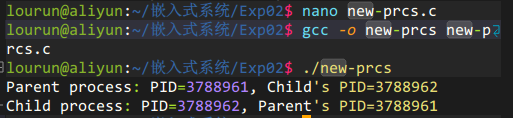 lourun@aliyun:~/嵌入式系统/Exp02$ nano new-prcs.c
lourun@aliyun:~/嵌入式系统/Exp02$ gcc -o new-prcs new-p
rcs.c
lourun@aliyun:~/嵌入式系统/Exp02$ ./new-prcs
Parent process: PID=3788961, Child's PID=3788962
Child process: PID=3788962, Parent's PID=3788961